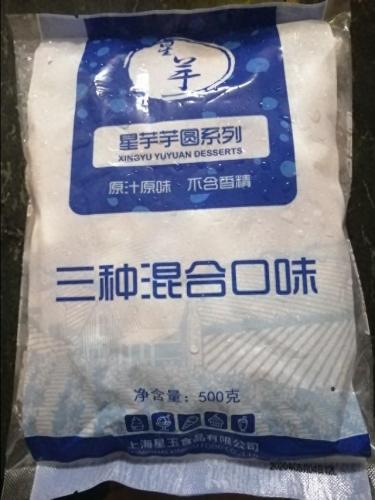 星
芋
星芋芋圆系列
XINGYU YUYUAN DESSERTS
原汁原味 不含香精
三种混合口味
净含量：500克
上海星玉食品有限公司